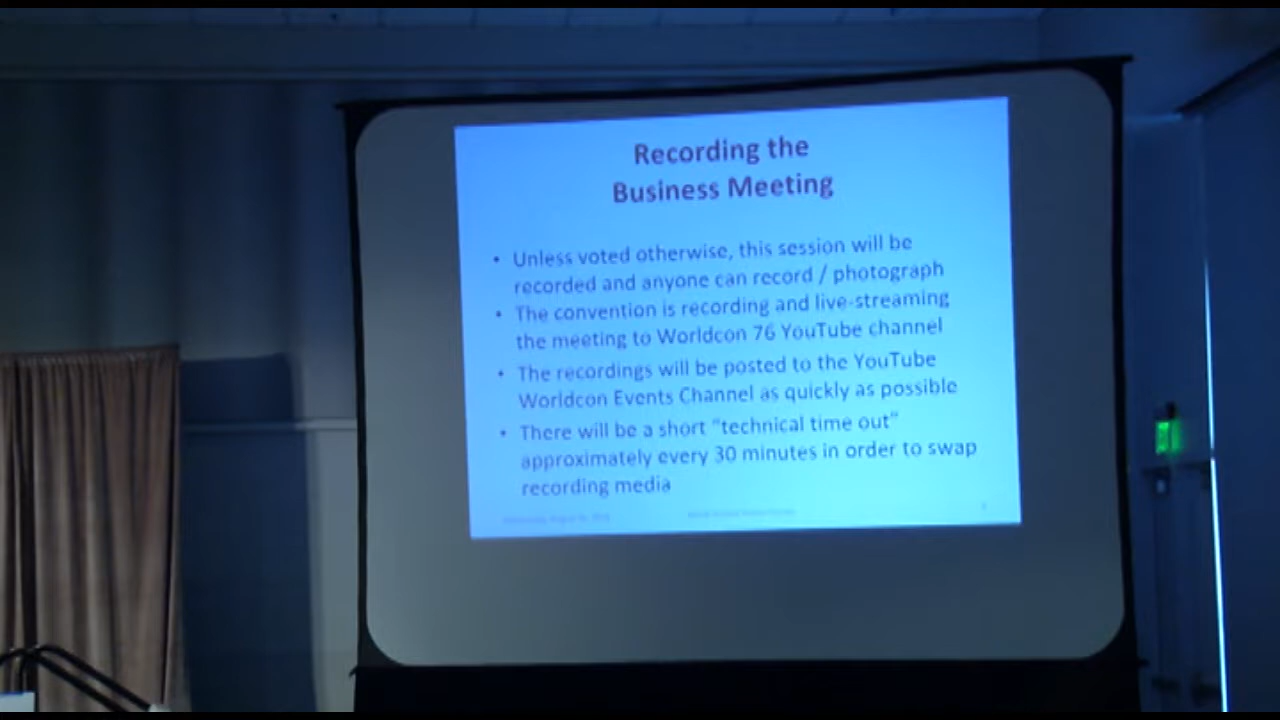 Recording the
Business Meeting
• Unless voted otherwise, this session will be
recorded and anyone can record / photograph
• The convention is recording and live-streaming
the meeting to Worldcon 76 YouTube channel
• The recordings will be posted to the YouTube
Worldcon Events Channel as quickly as possible
• There will be a short "technical time out"
approximately every 30 minutes in order to swap
recording media